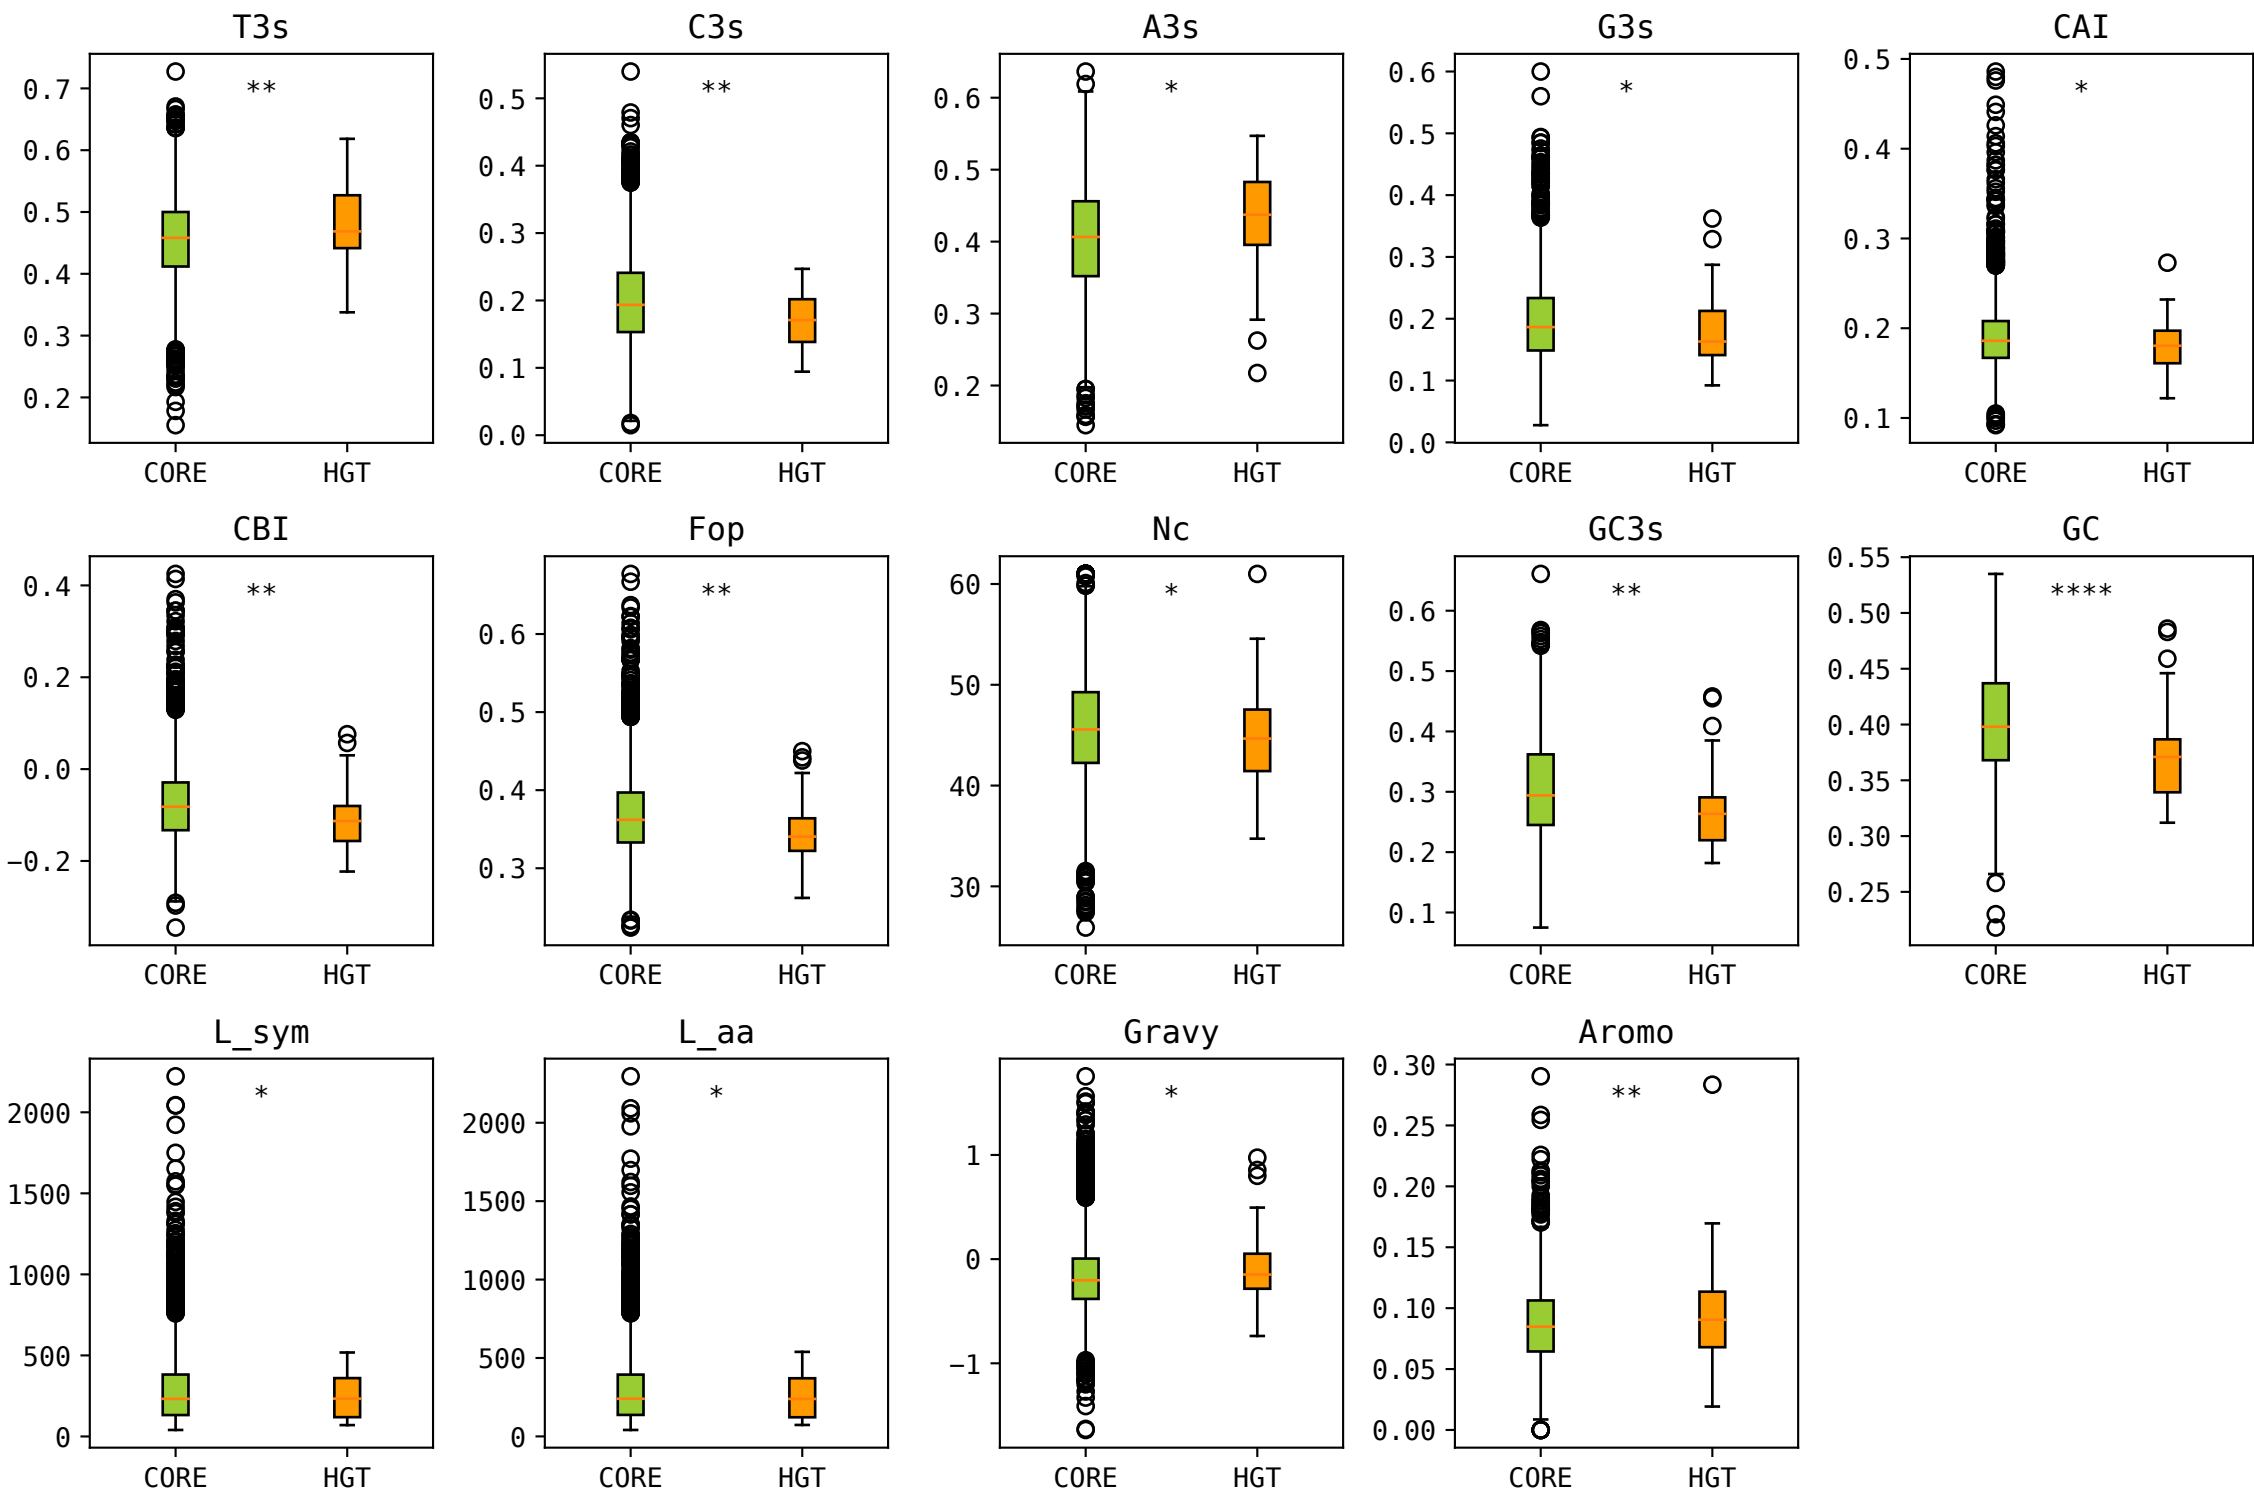 T3s C3s A3s G3s CAI
0.7 0.6 0.5 0.4 0.3 0.2 ** CORE HGT
0.5 0.4 0.3 0.2 0.1 0.0 ** CORE HGT
0.6 0.5 0.4 0.3 0.2 * CORE HGT
0.6 0.5 0.4 0.3 0.2 0.1 0.0 * CORE HGT
0.5 0.4 0.3 0.2 0.1 * CORE HGT
CBI Fop Nc GC3s GC
0.4 0.2 0.0 −0.2 ** CORE HGT
0.6 0.5 0.4 0.3 ** CORE HGT
60 50 40 30 * CORE HGT
0.6 0.5 0.4 0.3 0.2 0.1 ** CORE HGT
0.55 0.50 0.45 0.40 0.35 0.30 0.25 **** CORE HGT
L_sym L_aa Gravy Aromo
2000 1500 1000 500 0 * CORE HGT
2000 1500 1000 500 0 * CORE HGT
1 0 −1 * CORE HGT
0.30 0.25 0.20 0.15 0.10 0.05 0.00 ** CORE HGT